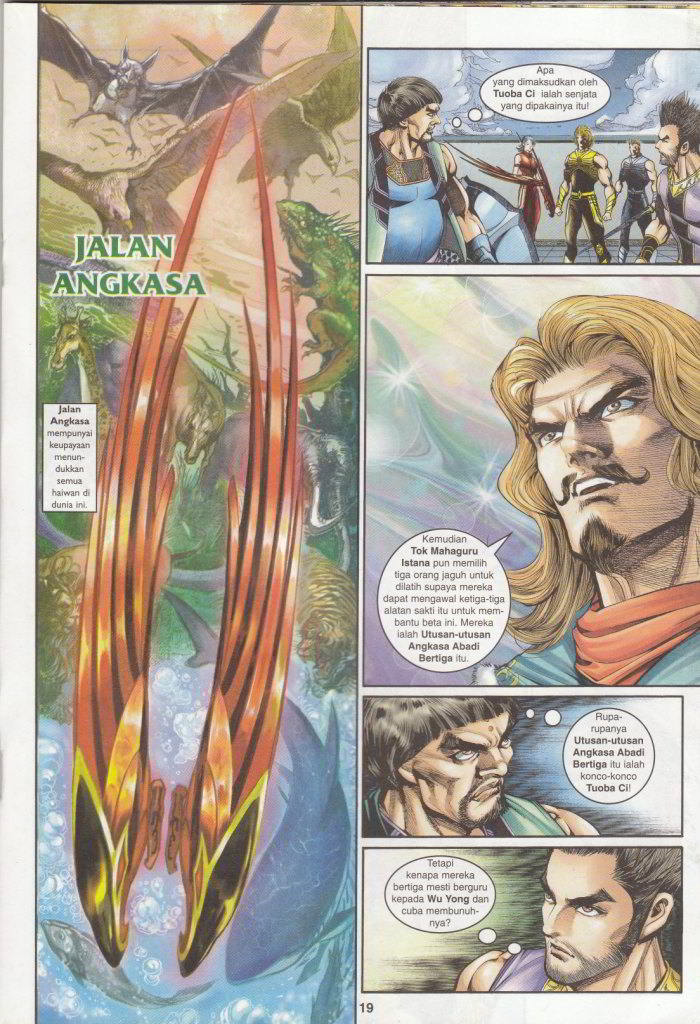 JALAN
ANGKASA
Jalan
Angkasa
mempunyai
keupayaan
menun-
dukkan
semua
haiwan di
dunia ini.
Apa
yang dimaksudkan oleh
Tuoba Ci ialah senjata
yang dipakainya itu!
Kemudian
Tok Mahaguru
Istana pun memilih
tiga orang jaguh untuk
dilatih supaya mereka
dapat mengawal ketiga-tiga
alatan sakti itu untuk mem-
bantu beta ini. Mereka
ialah Utusan-utusan
Angkasa Abadi
Bertiga itu.
Rupa-
rupanya
Utusan-utusan
Angkasa Abadi
Bertiga itu ialah
konco-konco
Tuoba Ci!
Tetapi
kenapa mereka
bertiga mesti berguru
kepada Wu Yong dan
cuba membunuh-
nya?
19